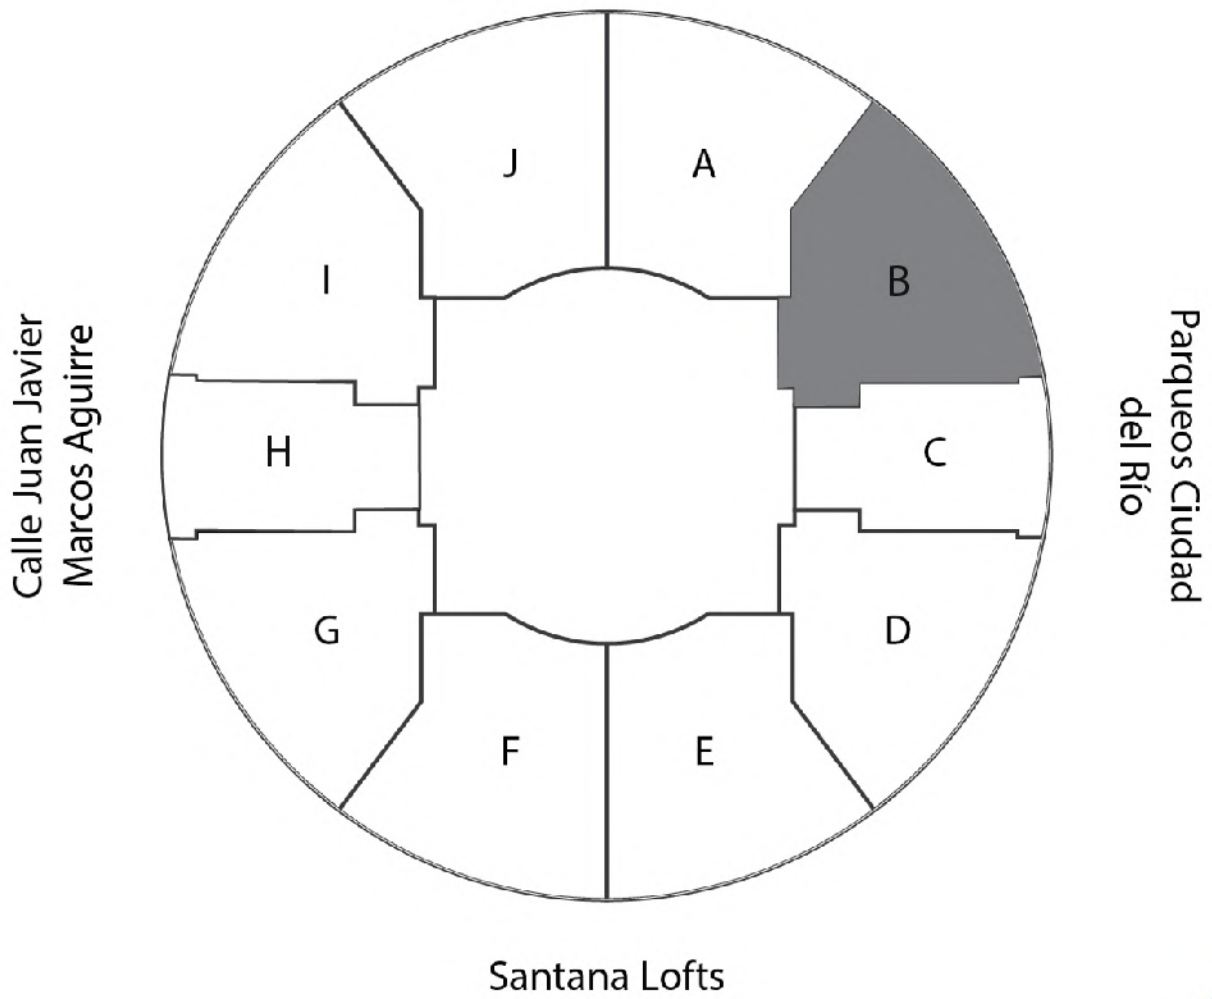 J
A
I
B
Calle Juan Javier
Marcos Aguirre
H
C
Parqueos Ciudad
del Río
G
D
F
E
Santana Lofts